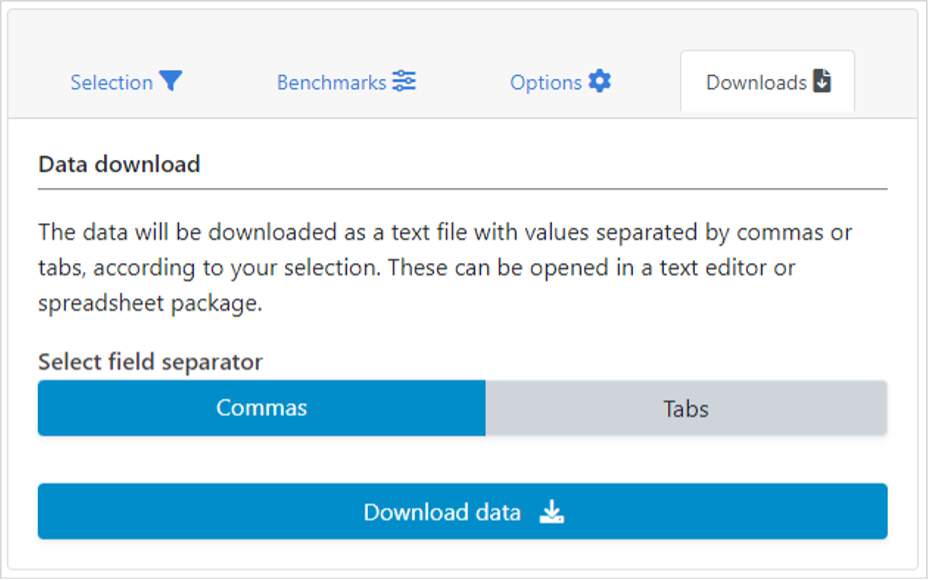 Selection
Benchmarks
Options
Downloads
Data download
The data will be downloaded as a text file with values separated by commas or
tabs, according to your selection. These can be opened in a text editor or
spreadsheet package.
Select field separator
Commas
Tabs
Download data